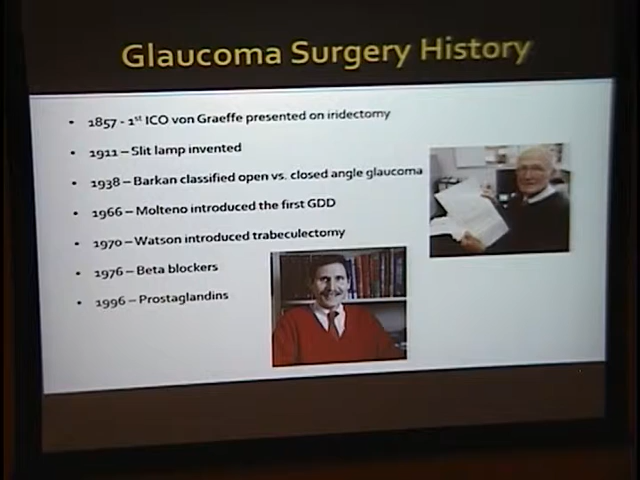 Glaucoma Surgery History
• 1857 - 1st ICO von Graeffe presented on iridectomy
• 1911 – Slit lamp invented
• 1938 – Barkan classified open vs. closed angle glaucoma
• 1966 – Molteno introduced the first GDD
• 1970 – Watson introduced trabeculectomy
• 1976 – Beta blockers
• 1996 – Prostaglandins